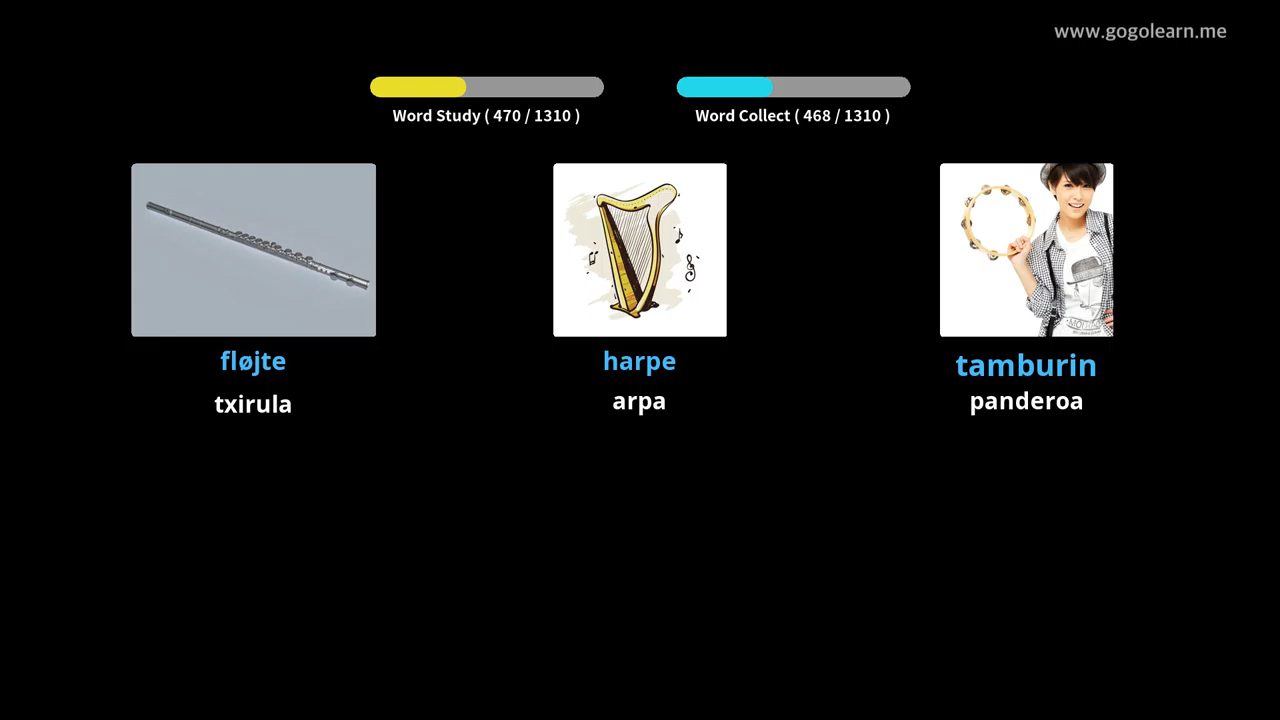 www.gogolearn.me
Word Study ( 470 / 1310 )
Word Collect ( 468 / 1310 )
fløjte
txirula
harpe
arpa
tamburin
panderoa